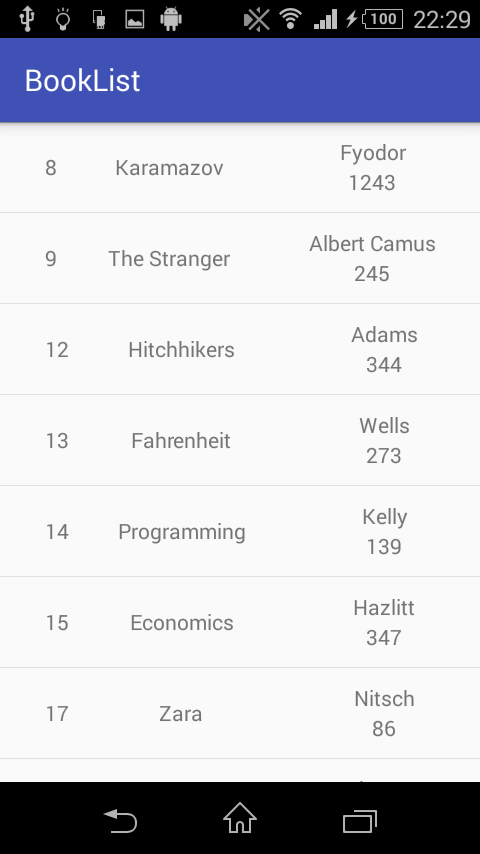 100 22:29
BookList
8 Karamazov Fyodor
1243
9 The Stranger Albert Camus
245
12 Hitchhikers Adams
344
13 Fahrenheit Wells
273
14 Programming Kelly
139
15 Economics Hazlitt
347
17 Zara Nitsch
86